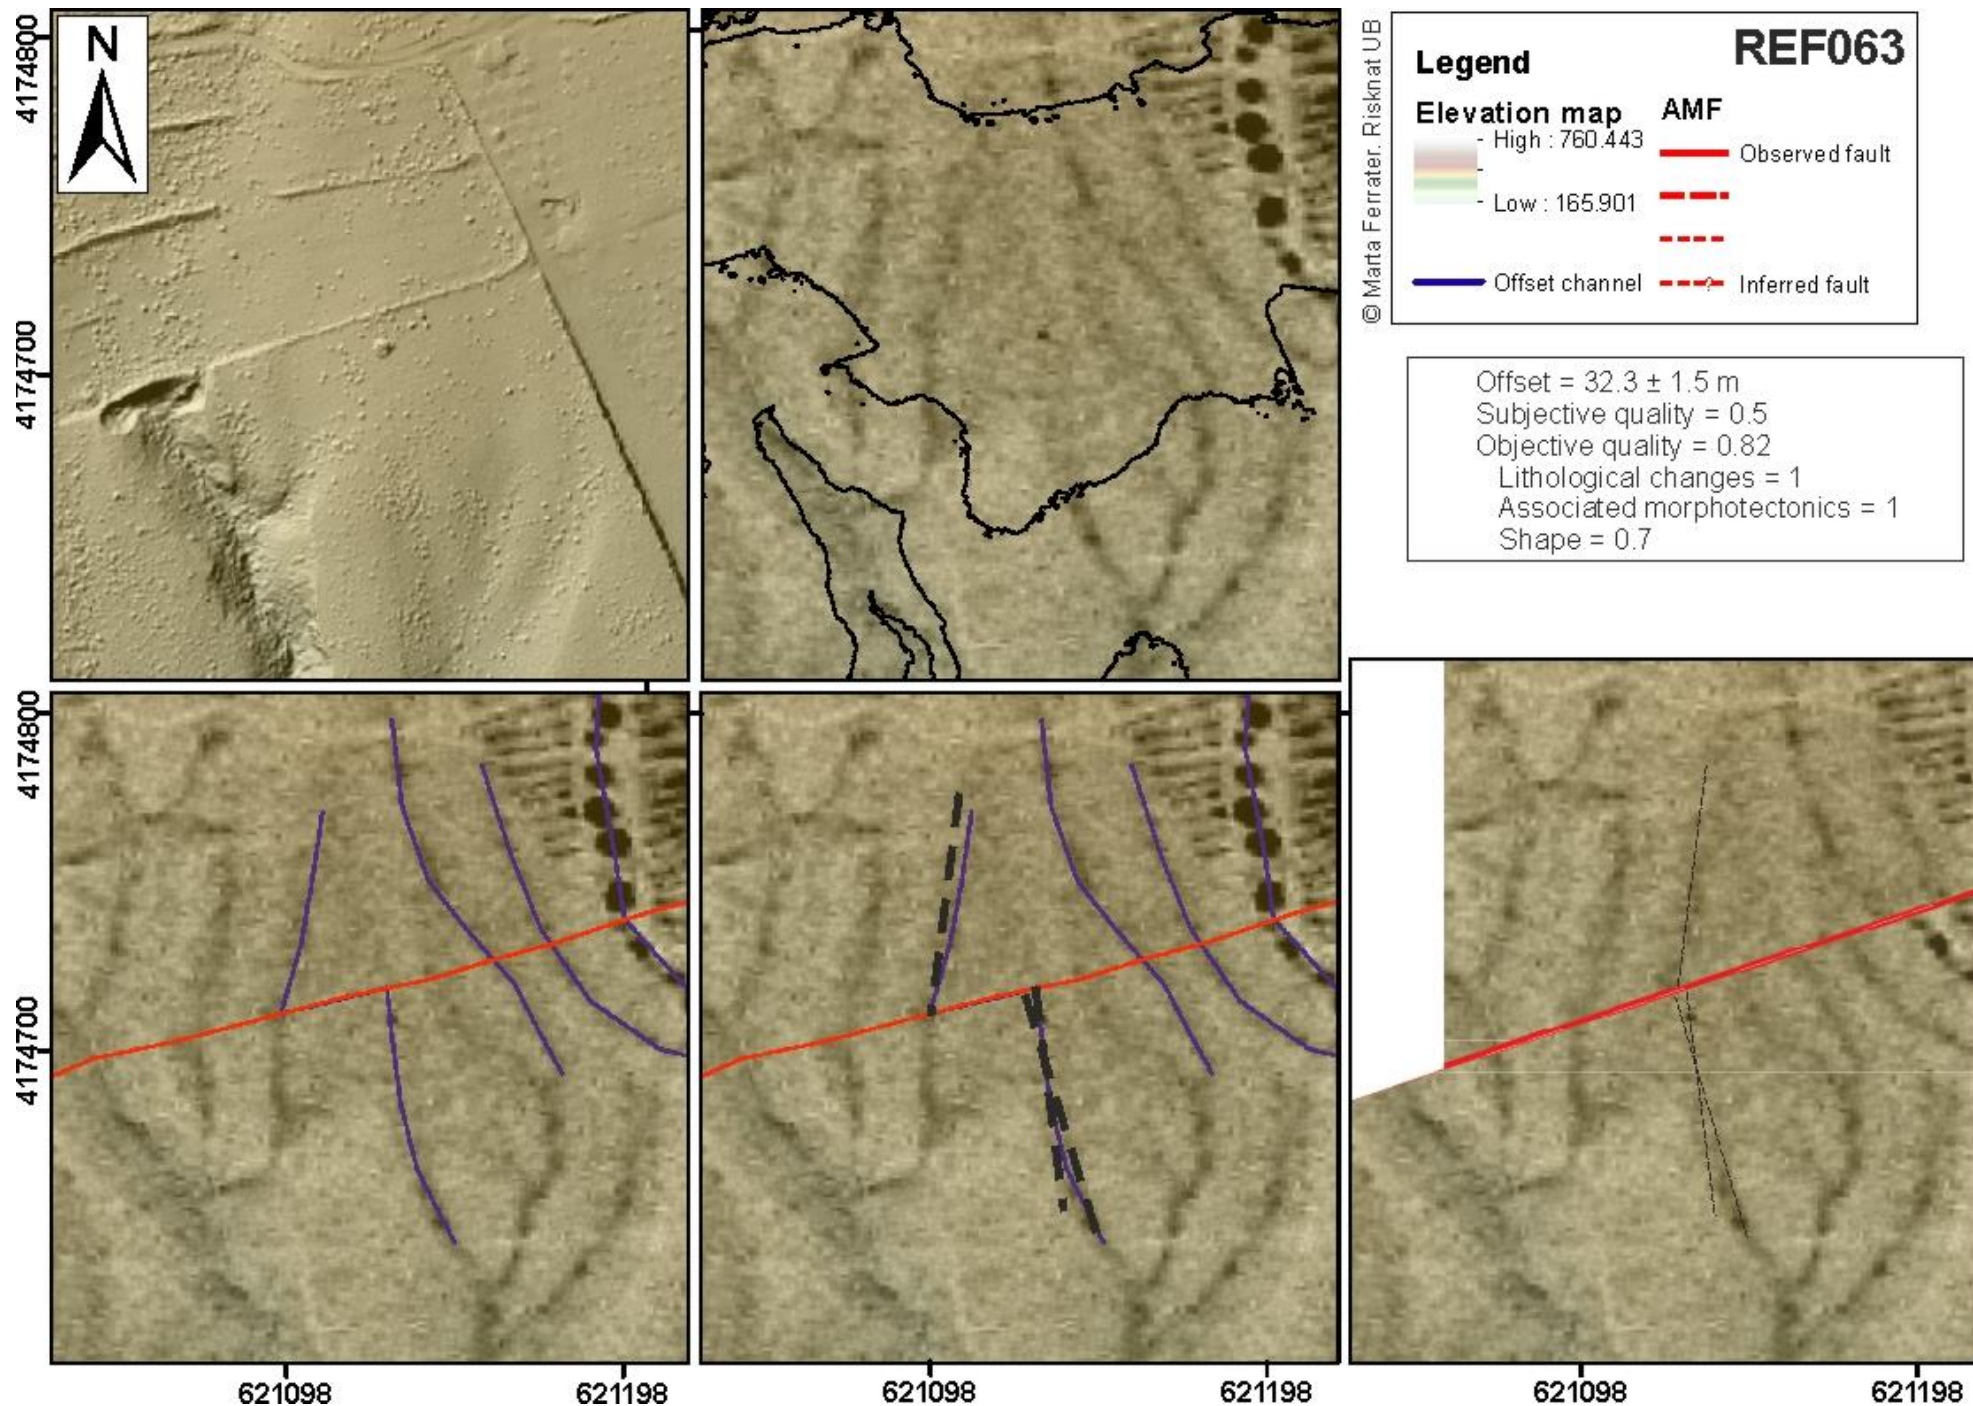 4174800
N
4174700
© Marta Ferrater. Risknat UB
REF063
Legend
Elevation map
High : 760.443
Low : 165.901
Offset channel
AMF
Observed fault
Inferred fault
Offset = 32.3 ± 1.5 m
Subjective quality = 0.5
Objective quality = 0.82
Lithological changes = 1
Associated morphotectonics = 1
Shape = 0.7
4174800
4174700
621098
621198
621098
621198
621098
621198